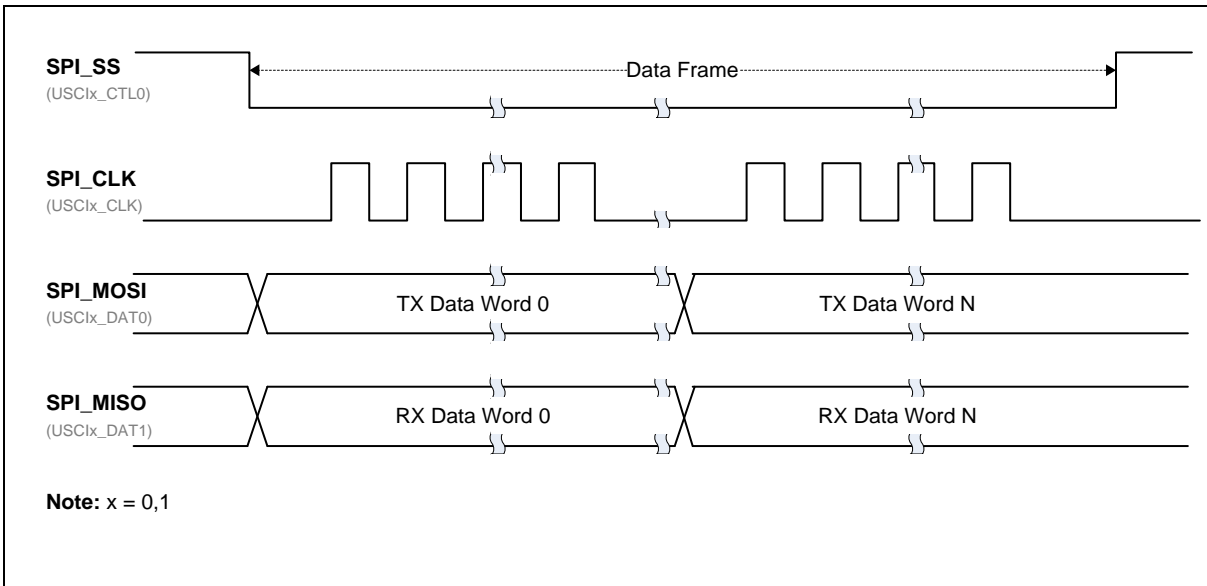 SPI_SS
(USCIx_CTL0)
Data Frame
SPI_CLK
(USCIx_CLK)
SPI_MOSI
(USCIx_DAT0)
TX Data Word 0
TX Data Word N
SPI_MISO
(USCIx_DAT1)
RX Data Word 0
RX Data Word N
Note: x = 0,1